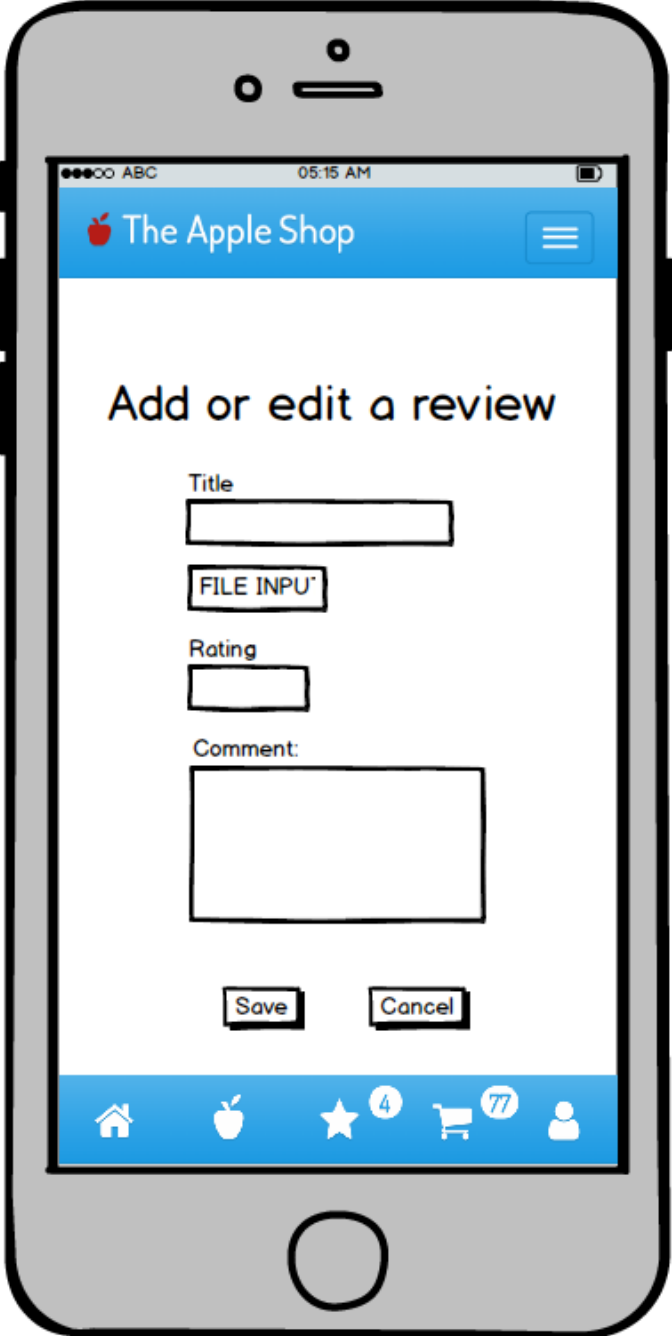 ABC 05:15 AM
The Apple Shop
Add or edit a review
Title
FILE INPU
Rating
Comment:
Save Cancel
4 77